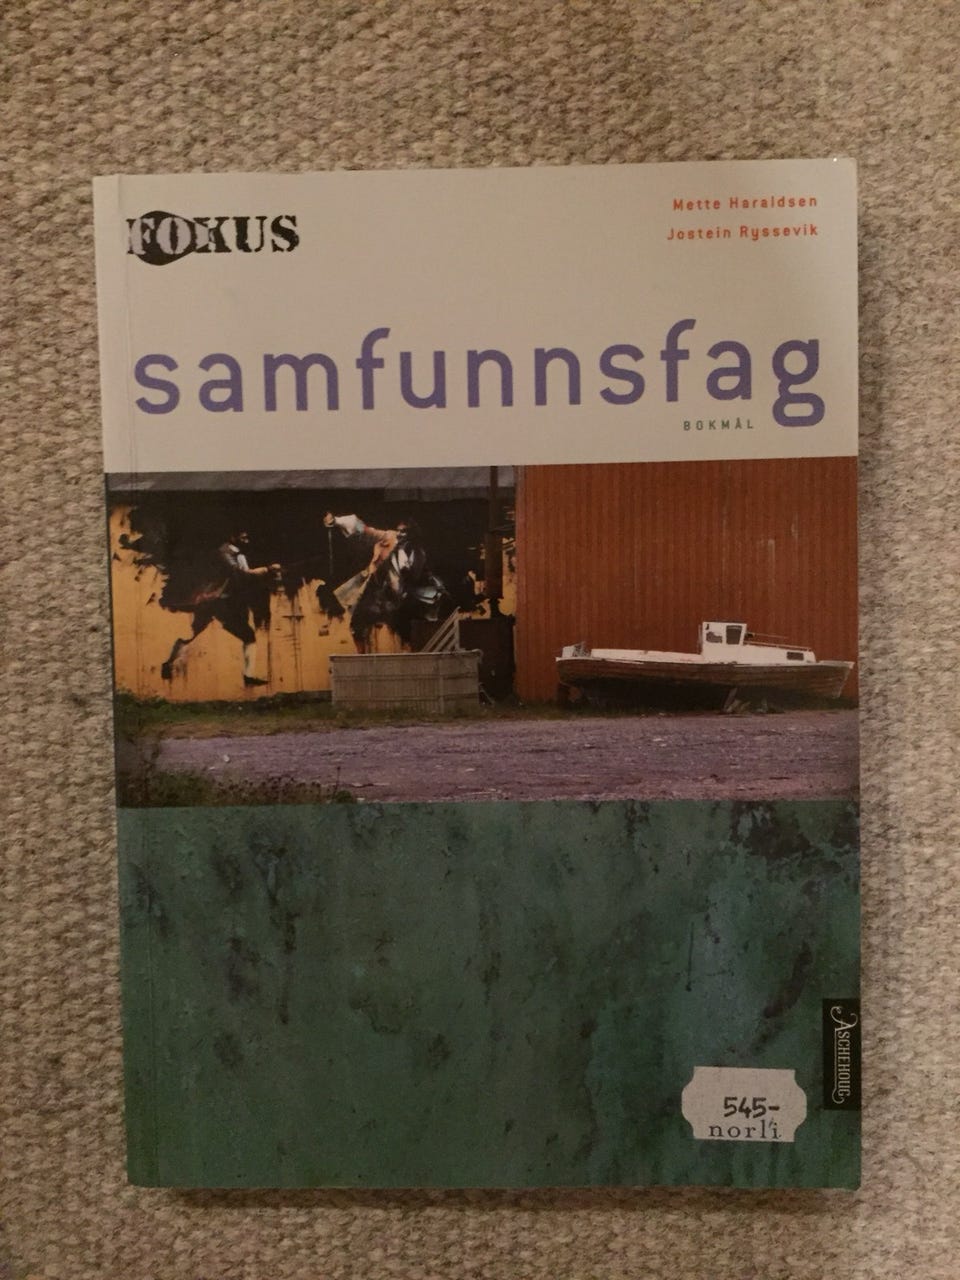 FOKUS
Mette Haraldsen
Jostein Ryssevik
samfunnsfag
BOKMÅL
ASCHEHOUG
545-
norli